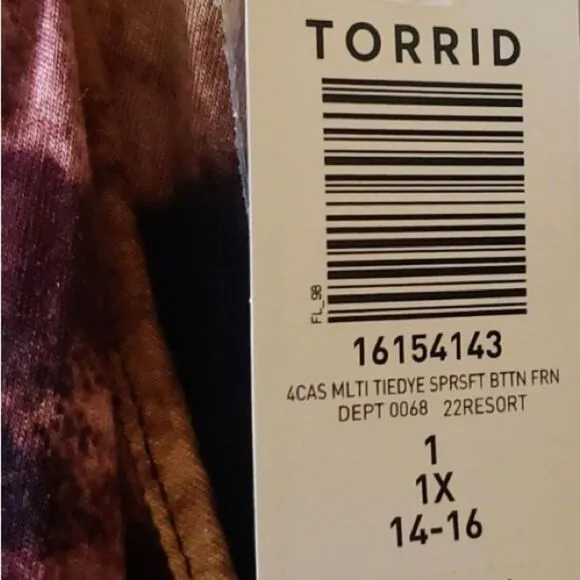 TORRID
FL_98
16154143
4CAS MLTI TIEDYE SPRSFT BTTN FRN
DEPT 0068 22RESORT
1
1X
14-16